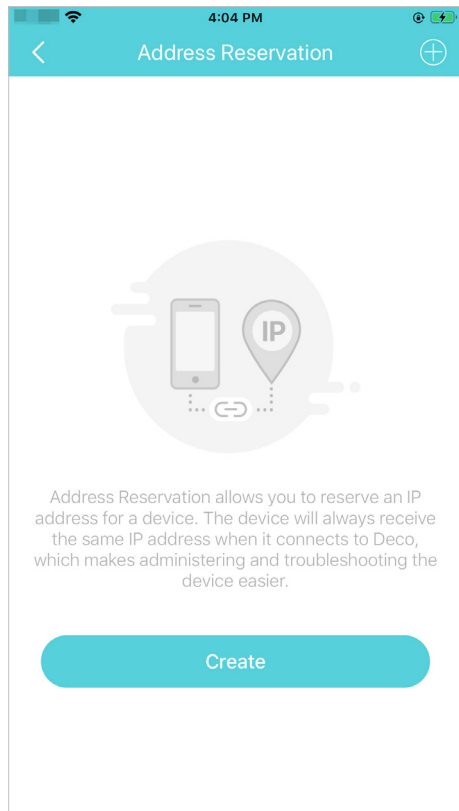 4:04 PM
Address Reservation
IP
Address Reservation allows you to reserve an IP
address for a device. The device will always receive
the same IP address when it connects to Deco,
which makes administering and troubleshooting the
device easier.
Create